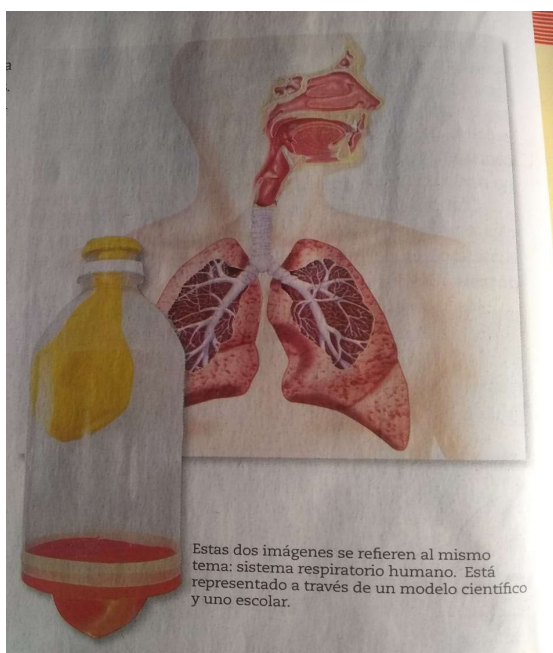 a
Estas dos imágenes se refieren al mismo
tema: sistema respiratorio humano. Está
representado a través de un modelo científico
y uno escolar.